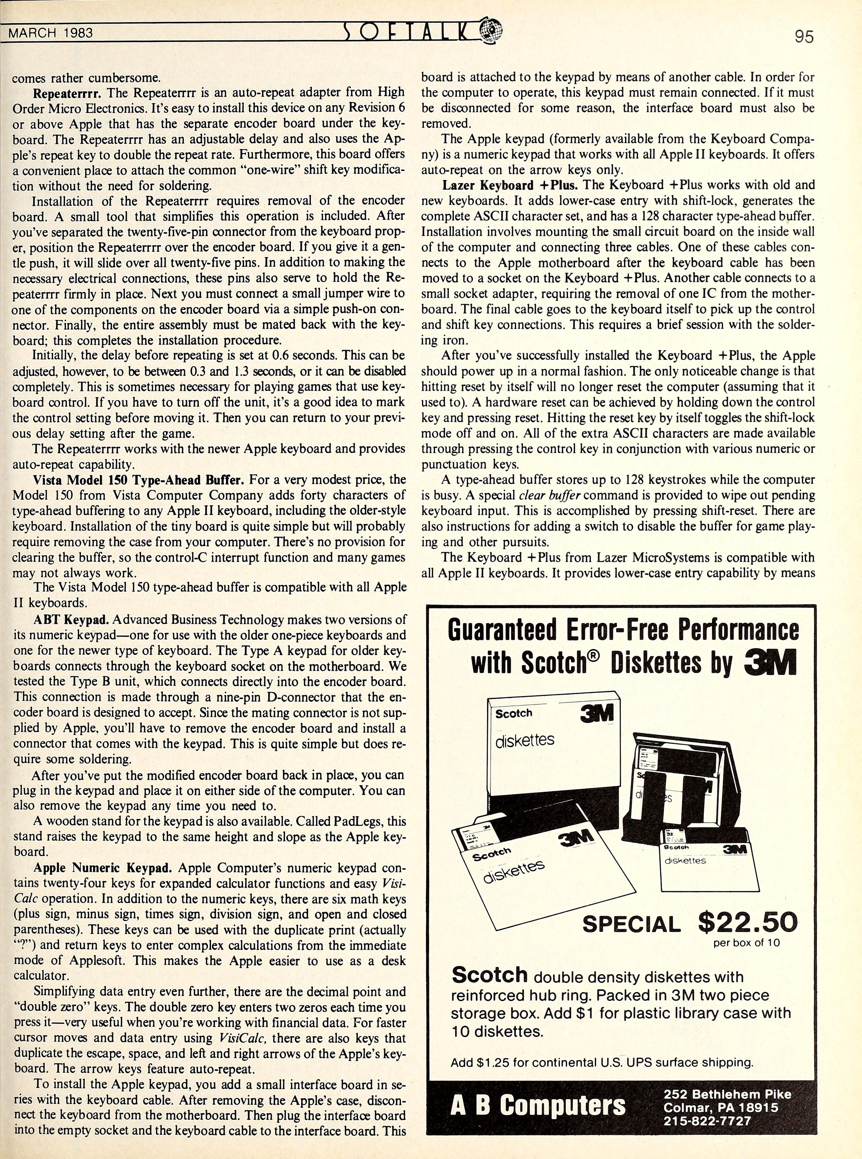 MARCH 1983
SOFTALK
95
comes rather cumbersome.
Repeaterrrr. The Repeaterrrr is an auto-repeat adapter from High
Order Micro Electronics. It's easy to install this device on any Revision 6
or above Apple that has the separate encoder board under the key-
board. The Repeaterrrr has an adjustable delay and also uses the Ap-
ple's repeat key to double the repeat rate. Furthermore, this board offers
a convenient place to attach the common "one-wire" shift key modifica-
tion without the need for soldering.
Installation of the Repeaterrrr requires removal of the encoder
board. A small tool that simplifies this operation is included. After
you've separated the twenty-five-pin connector from the keyboard prop-
er, position the Repeaterrrr over the encoder board. If you give it a gen-
tle push, it will slide over all twenty-five pins. In addition to making the
necessary electrical connections, these pins also serve to hold the Re-
peaterrrr firmly in place. Next you must connect a small jumper wire to
one of the components on the encoder board via a simple push-on con-
nector. Finally, the entire assembly must be mated back with the key-
board; this completes the installation procedure.
Initially, the delay before repeating is set at 0.6 seconds. This can be
adjusted, however, to be between 0.3 and 1.3 seconds, or it can be disabled
completely. This is sometimes necessary for playing games that use key-
board control. If you have to turn off the unit, it's a good idea to mark
the control setting before moving it. Then you can return to your previ-
ous delay setting after the game.
The Repeaterrrr works with the newer Apple keyboard and provides
auto-repeat capability.
Vista Model 150 Type-Ahead Buffer. For a very modest price, the
Model 150 from Vista Computer Company adds forty characters of
type-ahead buffering to any Apple II keyboard, including the older-style
keyboard. Installation of the tiny board is quite simple but will probably
require removing the case from your computer. There's no provision for
clearing the buffer, so the control-C interrupt function and many games
may not always work.
The Vista Model 150 type-ahead buffer is compatible with all Apple
II keyboards.
ABT Keypad. Advanced Business Technology makes two versions of
its numeric keypad—one for use with the older one-piece keyboards and
one for the newer type of keyboard. The Type A keypad for older key-
boards connects through the keyboard socket on the motherboard. We
tested the Type B unit, which connects directly into the encoder board.
This connection is made through a nine-pin D-connector that the en-
coder board is designed to accept. Since the mating connector is not sup-
plied by Apple, you'll have to remove the encoder board and install a
connector that comes with the keypad. This is quite simple but does re-
quire some soldering.
After you've put the modified encoder board back in place, you can
plug in the keypad and place it on either side of the computer. You can
also remove the keypad any time you need to.
A wooden stand for the keypad is also available. Called PadLegs, this
stand raises the keypad to the same height and slope as the Apple key-
board.
Apple Numeric Keypad. Apple Computer's numeric keypad con-
tains twenty-four keys for expanded calculator functions and easy Visi-
Calc operation. In addition to the numeric keys, there are six math keys
(plus sign, minus sign, times sign, division sign, and open and closed
parentheses). These keys can be used with the duplicate print (actually
"?") and return keys to enter complex calculations from the immediate
mode of Applesoft. This makes the Apple easier to use as a desk
calculator.
Simplifying data entry even further, there are the decimal point and
"double zero" keys. The double zero key enters two zeros each time you
press it—very useful when you're working with financial data. For faster
cursor moves and data entry using VisiCalc, there are also keys that
duplicate the escape, space, and left and right arrows of the Apple's key-
board. The arrow keys feature auto-repeat.
To install the Apple keypad, you add a small interface board in se-
ries with the keyboard cable. After removing the Apple's case, discon-
nect the keyboard from the motherboard. Then plug the interface board
into the empty socket and the keyboard cable to the interface board. This
board is attached to the keypad by means of another cable. In order for
the computer to operate, this keypad must remain connected. If it must
be disconnected for some reason, the interface board must also be
removed.
The Apple keypad (formerly available from the Keyboard Compa-
ny) is a numeric keypad that works with all Apple II keyboards. It offers
auto-repeat on the arrow keys only.
Lazer Keyboard +Plus. The Keyboard +Plus works with old and
new keyboards. It adds lower-case entry with shift-lock, generates the
complete ASCII character set, and has a 128 character type-ahead buffer.
Installation involves mounting the small circuit board on the inside wall
of the computer and connecting three cables. One of these cables con-
nects to the Apple motherboard after the keyboard cable has been
moved to a socket on the Keyboard +Plus. Another cable connects to a
small socket adapter, requiring the removal of one IC from the mother-
board. The final cable goes to the keyboard itself to pick up the control
and shift key connections. This requires a brief session with the solder-
ing iron.
After you've successfully installed the Keyboard +Plus, the Apple
should power up in a normal fashion. The only noticeable change is that
hitting reset by itself will no longer reset the computer (assuming that it
used to). A hardware reset can be achieved by holding down the control
key and pressing reset. Hitting the reset key by itself toggles the shift-lock
mode off and on. All of the extra ASCII characters are made available
through pressing the control key in conjunction with various numeric or
punctuation keys.
A type-ahead buffer stores up to 128 keystrokes while the computer
is busy. A special clear buffer command is provided to wipe out pending
keyboard input. This is accomplished by pressing shift-reset. There are
also instructions for adding a switch to disable the buffer for game play-
ing and other pursuits.
The Keyboard +Plus from Lazer MicroSystems is compatible with
all Apple II keyboards. It provides lower-case entry capability by means
Guaranteed Error-Free Performance
with Scotch® Diskettes by 3M
Scotch 3M
diskettes
3M
Scotch
diskettes
Scotch 3M
diskettes
SPECIAL $22.50
per box of 10
Scotch double density diskettes with
reinforced hub ring. Packed in 3M two piece
storage box. Add $1 for plastic library case with
10 diskettes.
Add $1.25 for continental U.S. UPS surface shipping.
A B Computers
252 Bethlehem Pike
Colmar, PA 18915
215-822-7727